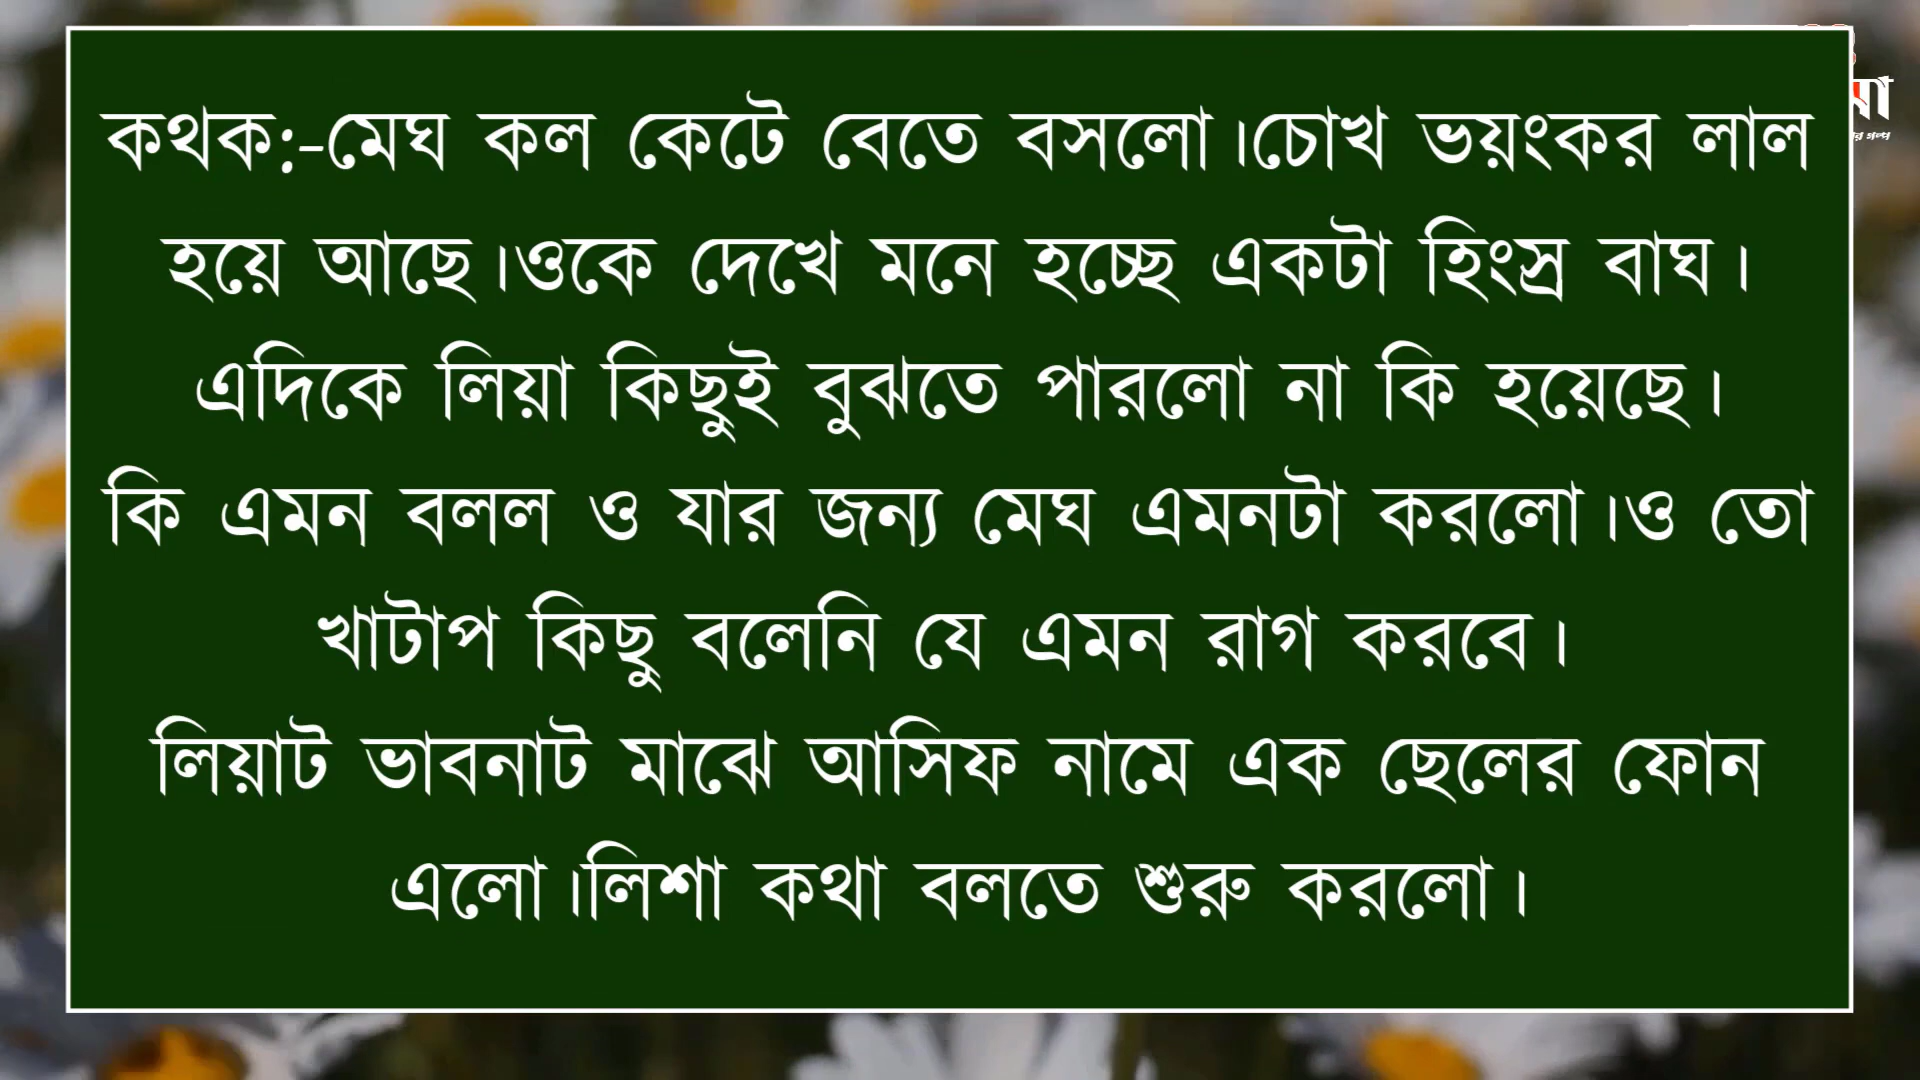 কথক:-মেঘ কল কেটে বেতে বসলো।চোখ ভয়ংকর লাল
হয়ে আছে।ওকে দেখে মনে হচ্ছে একটা হিংস্র বাঘ।
এদিকে লিয়া কিছুই বুঝতে পারলো না কি হয়েছে।
কি এমন বলল ও যার জন্য মেঘ এমনটা করলো।ও তো
খাটাপ কিছু বলেনি যে এমন রাগ করবে।
লিয়াট ভাবনাট মাঝে আসিফ নামে এক ছেলের ফোন
এলো।লিশা কথা বলতে শুরু করলো।